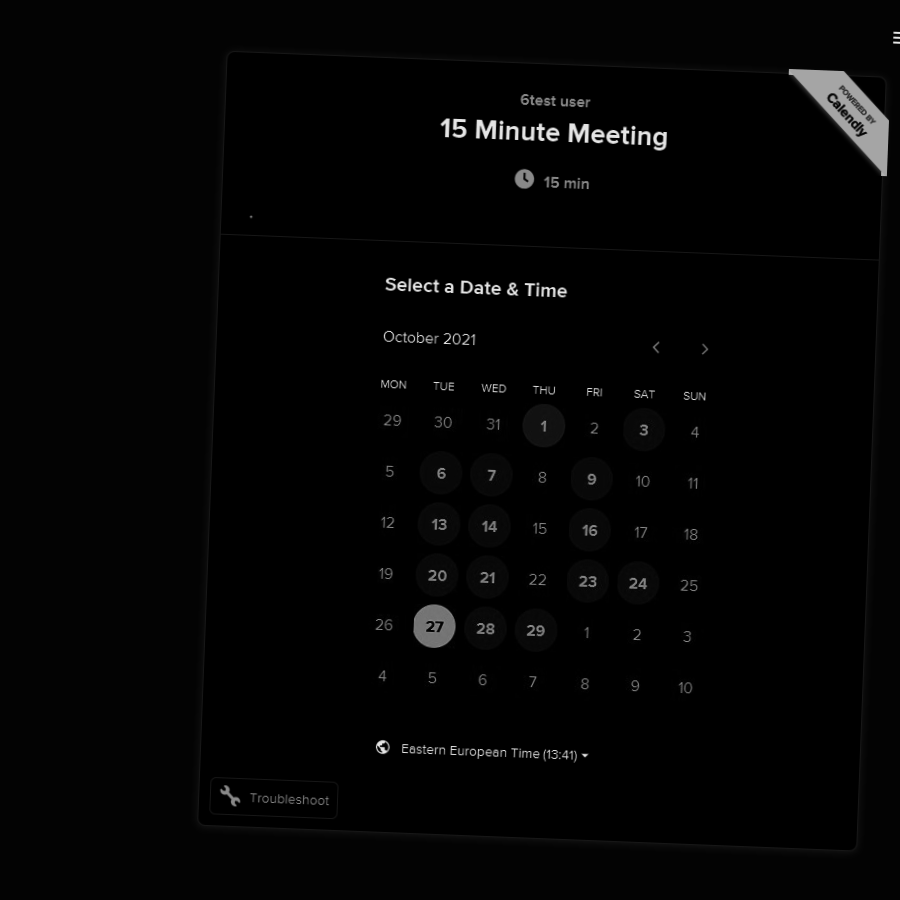 6test user
POWERED BY
Calendly
15 Minute Meeting
15 min
Select a Date & Time
October 2021
MON TUE WED THU FRI SAT SUN
29 30 31 1 2 3 4
5 6 7 8 9 10 11
12 13 14 15 16 17 18
19 20 21 22 23 24 25
26 27 28 29 1 2 3
4 5 6 7 8 9 10
Eastern European Time (13:41)
Troubleshoot